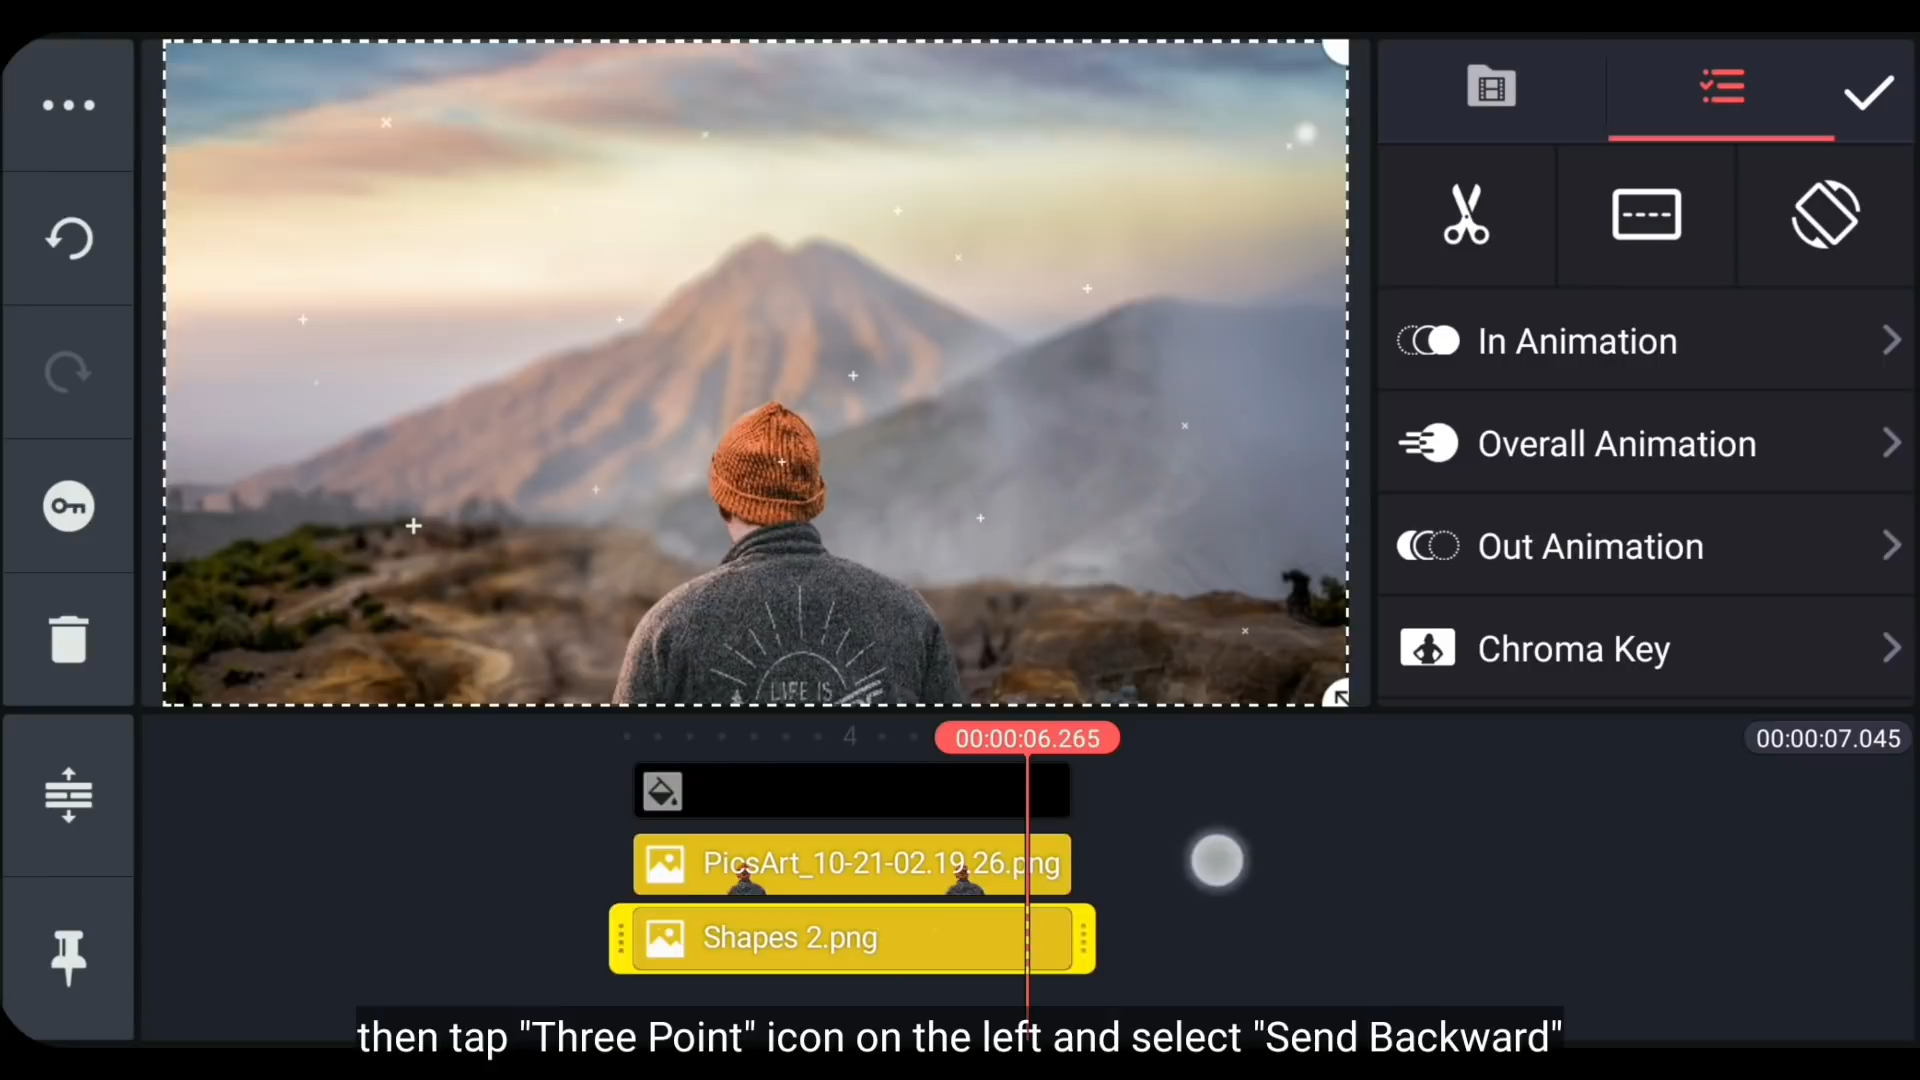 In Animation
Overall Animation
Out Animation
Chroma Key
LIFE IS
4
00:00:06.265
00:00:07.045
PicsArt_10-21-02.19.26.png
Shapes 2.png
then tap "Three Point" icon on the left and select "Send Backward"